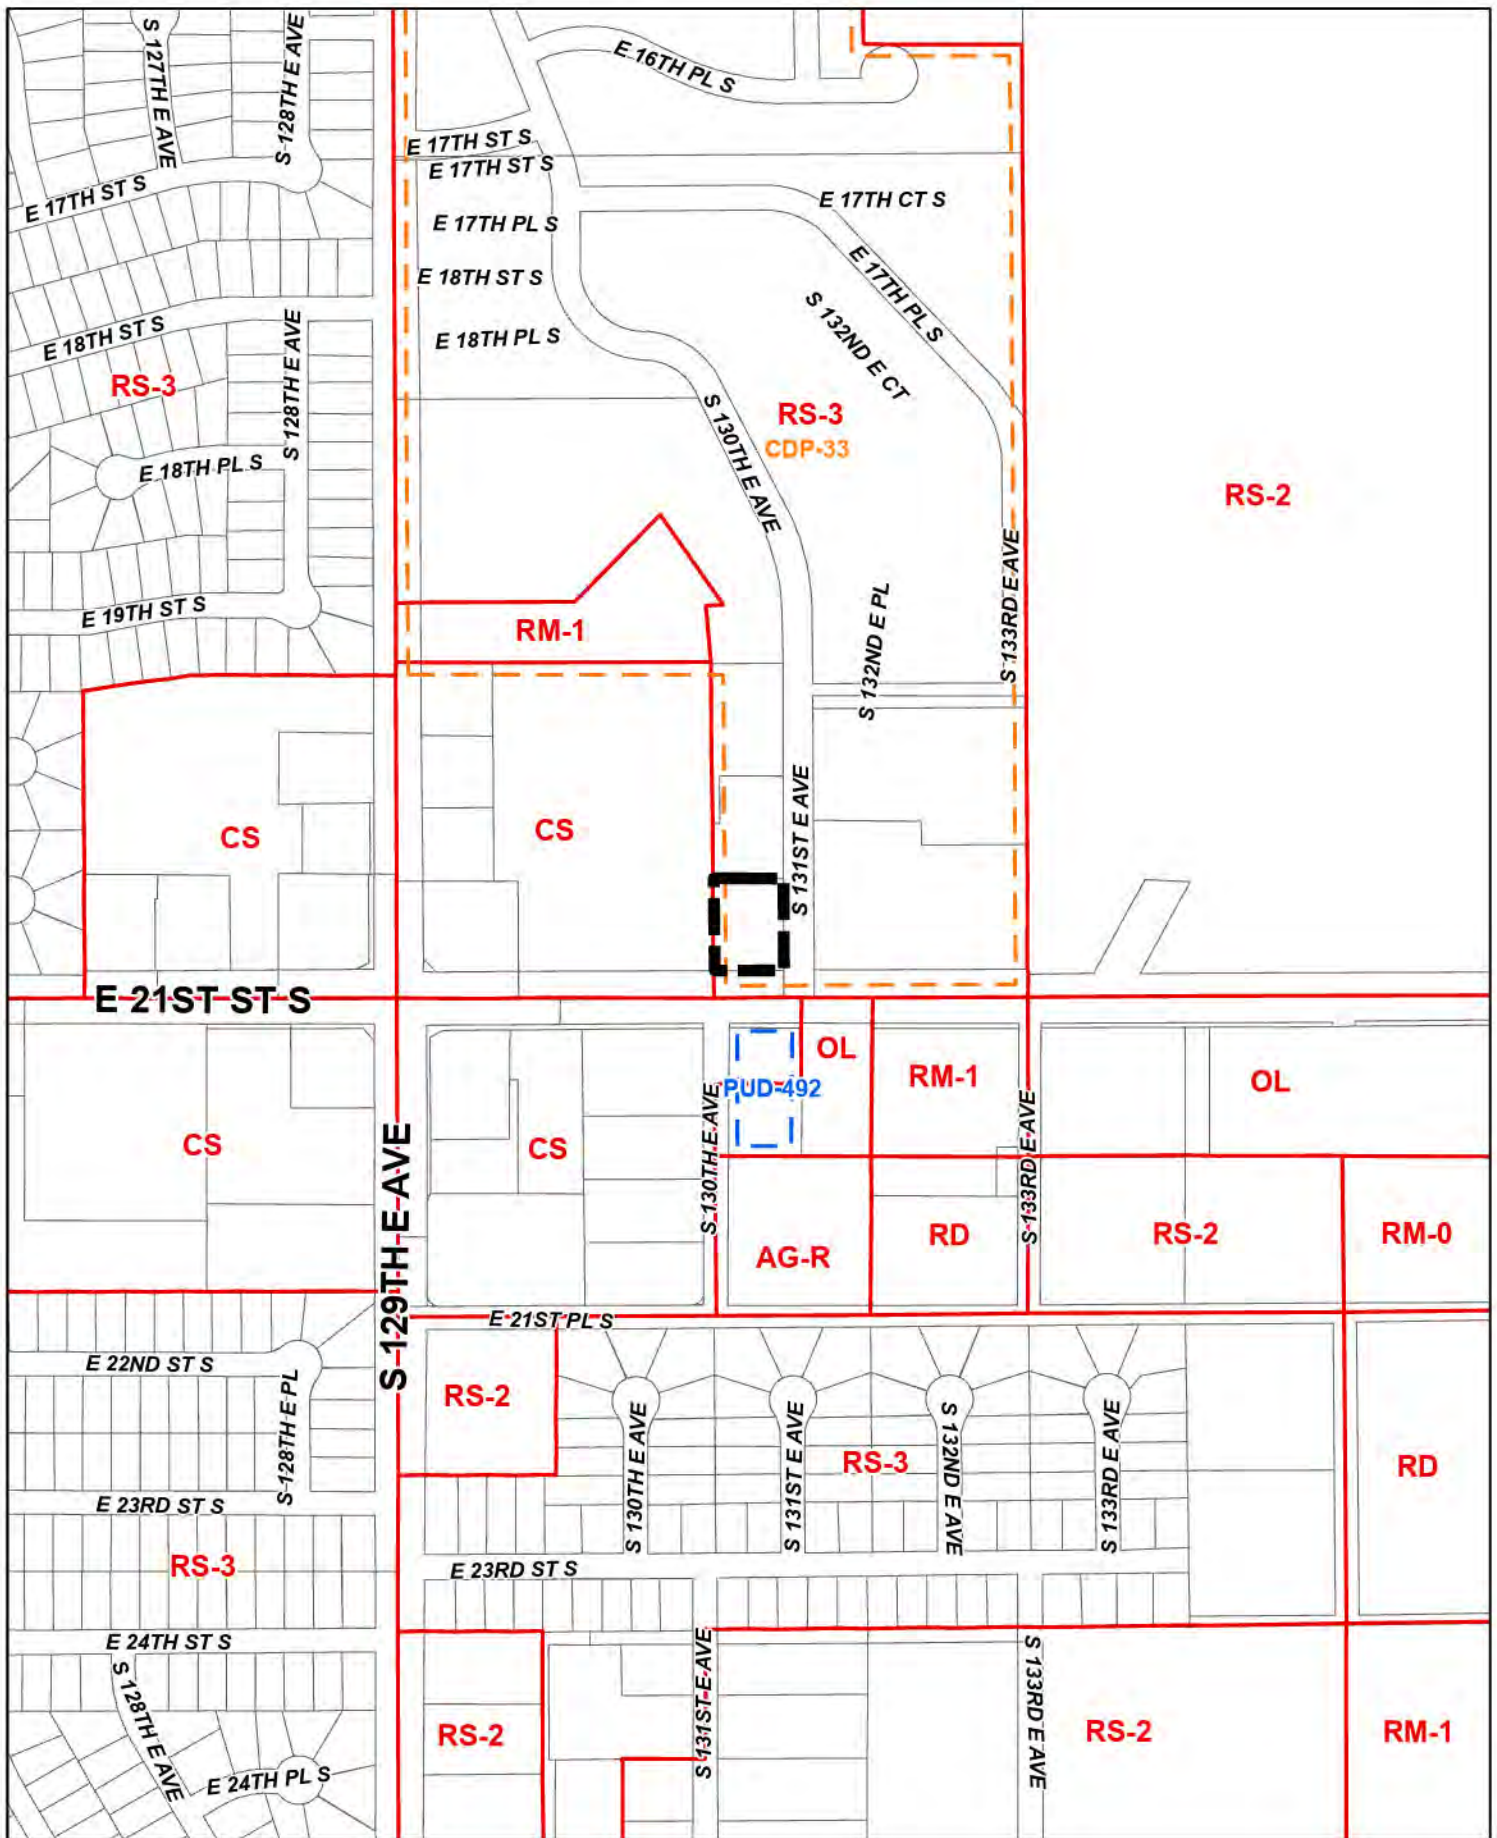 S 127TH E AVE
S 128TH E AVE
E 16TH PL S
E 17TH ST S
E 17TH ST S
E 17TH ST S
E 17TH CT S
E 17TH PL S
E 18TH ST S
E 17TH PL S
S 132ND E CT
E 18TH ST S
E 18TH PL S
S 128TH E AVE
RS-3
S 130TH E AVE
RS-3
CDP-33
E 18TH PL S
RS-2
E 19TH ST S
RM-1
S 132ND E PL
S 133RD E AVE
CS
CS
S 131ST E AVE
E 21ST ST S
OL
PUD-492
RM-1
OL
S 130TH E AVE
S 133RD E AVE
CS
CS
S 129TH E AVE
AG-R
RD
RS-2
RM-0
E 21ST PL S
E 22ND ST S
S 128TH E PL
RS-2
S 130TH E AVE
S 131ST E AVE
S 132ND E AVE
S 133RD E AVE
RS-3
RD
E 23RD ST S
RS-3
E 23RD ST S
E 24TH ST S
S 128TH E AVE
E 24TH PL S
RS-2
S 131ST E AVE
S 133RD E AVE
RS-2
RM-1